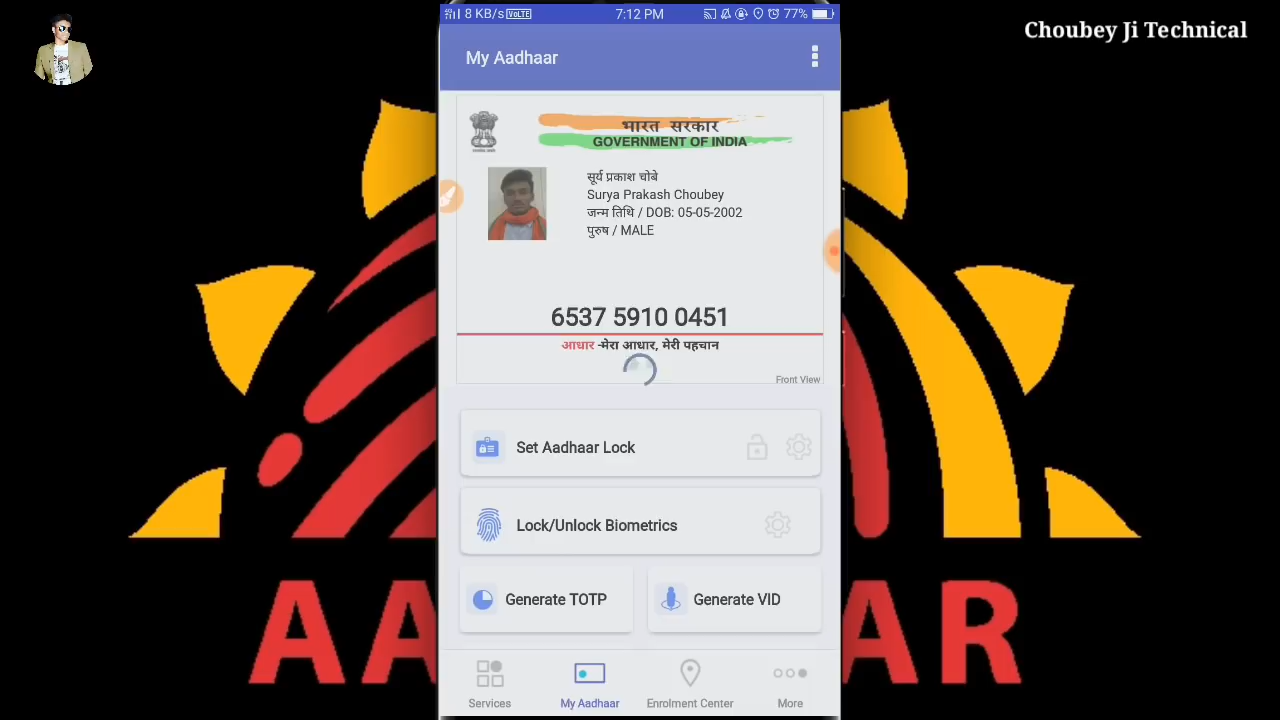 8 KB/s VoLTE 7:12 PM 77%
Choubey Ji Technical
My Aadhaar
भारत सरकार
GOVERNMENT OF INDIA
सूर्य प्रकाश चोबे
Surya Prakash Choubey
जन्म तिथि / DOB: 05-05-2002
पुरुष / MALE
6537 5910 0451
आधार -मेरा आधार, मेरी पहचान
Front View
Set Aadhaar Lock
Lock/Unlock Biometrics
Generate TOTP Generate VID
AA AR
Services My Aadhaar Enrolment Center More